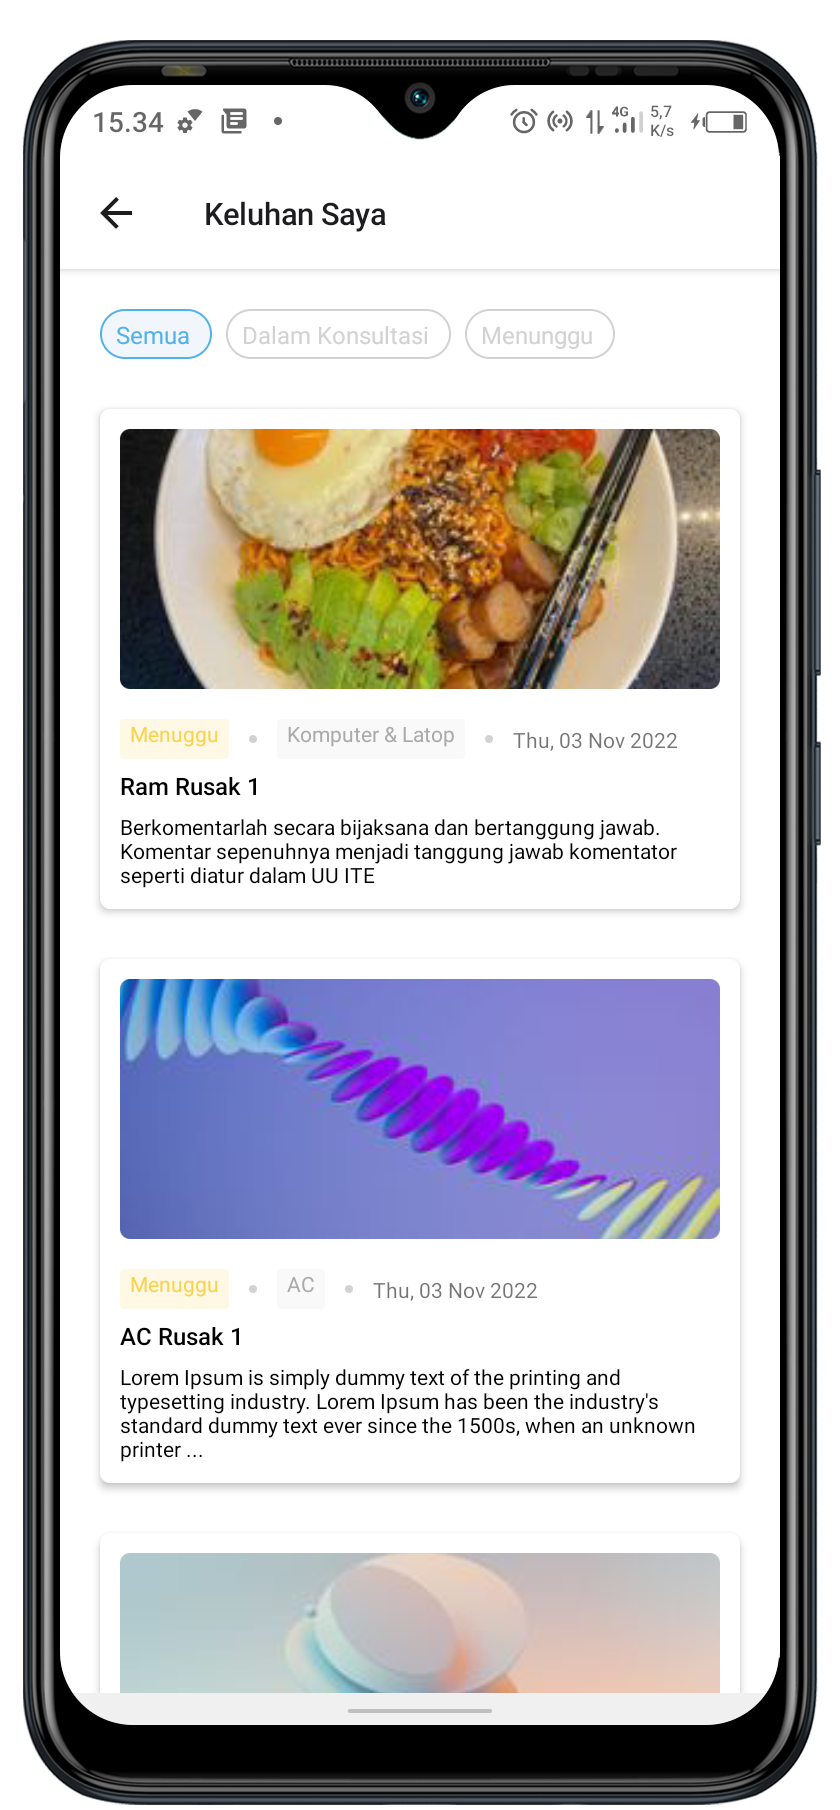 15.34
4G
5,7
K/s
Keluhan Saya
Semua
Dalam Konsultasi
Menunggu
Menuggu
Komputer & Latop
Thu, 03 Nov 2022
Ram Rusak 1
Berkomentarlah secara bijaksana dan bertanggung jawab.
Komentar sepenuhnya menjadi tanggung jawab komentator
seperti diatur dalam UU ITE
Menuggu
AC
Thu, 03 Nov 2022
AC Rusak 1
Lorem Ipsum is simply dummy text of the printing and
typesetting industry. Lorem Ipsum has been the industry's
standard dummy text ever since the 1500s, when an unknown
printer ...